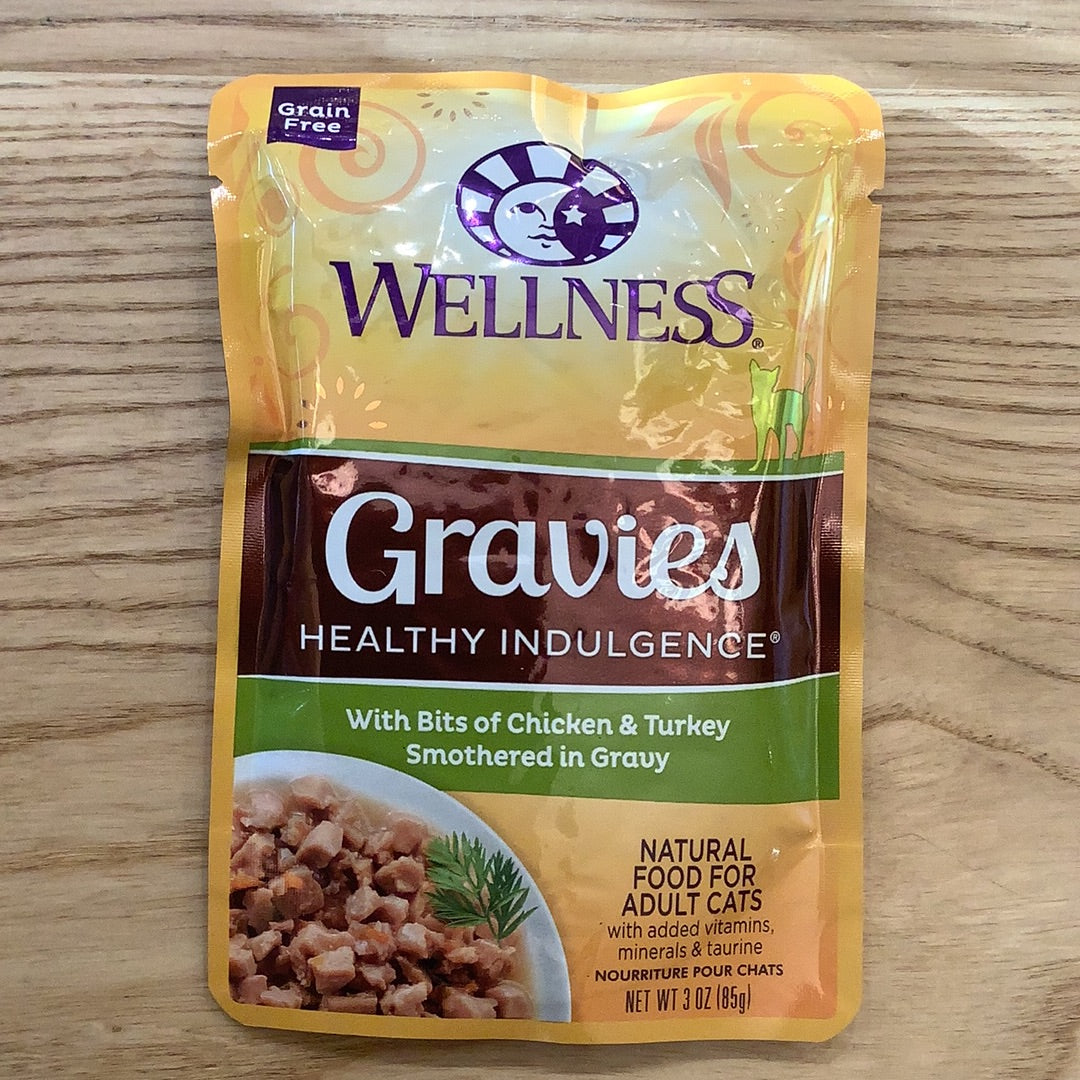 Grain
Free
WELLNESS®
Gravies
HEALTHY INDULGENCE®
With Bits of Chicken & Turkey
Smothered in Gravy
NATURAL
FOOD FOR
ADULT CATS
with added vitamins,
minerals & taurine
NOURRITURE POUR CHATS
NET WT 3 OZ (85g)